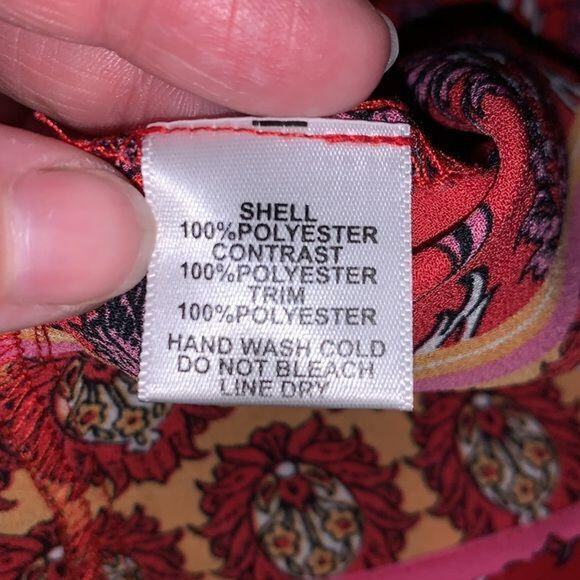 SHELL
100%POLYESTER
CONTRAST
100%POLYESTER
TRIM
100%POLYESTER
HAND WASH COLD
DO NOT BLEACH
LINE DRY